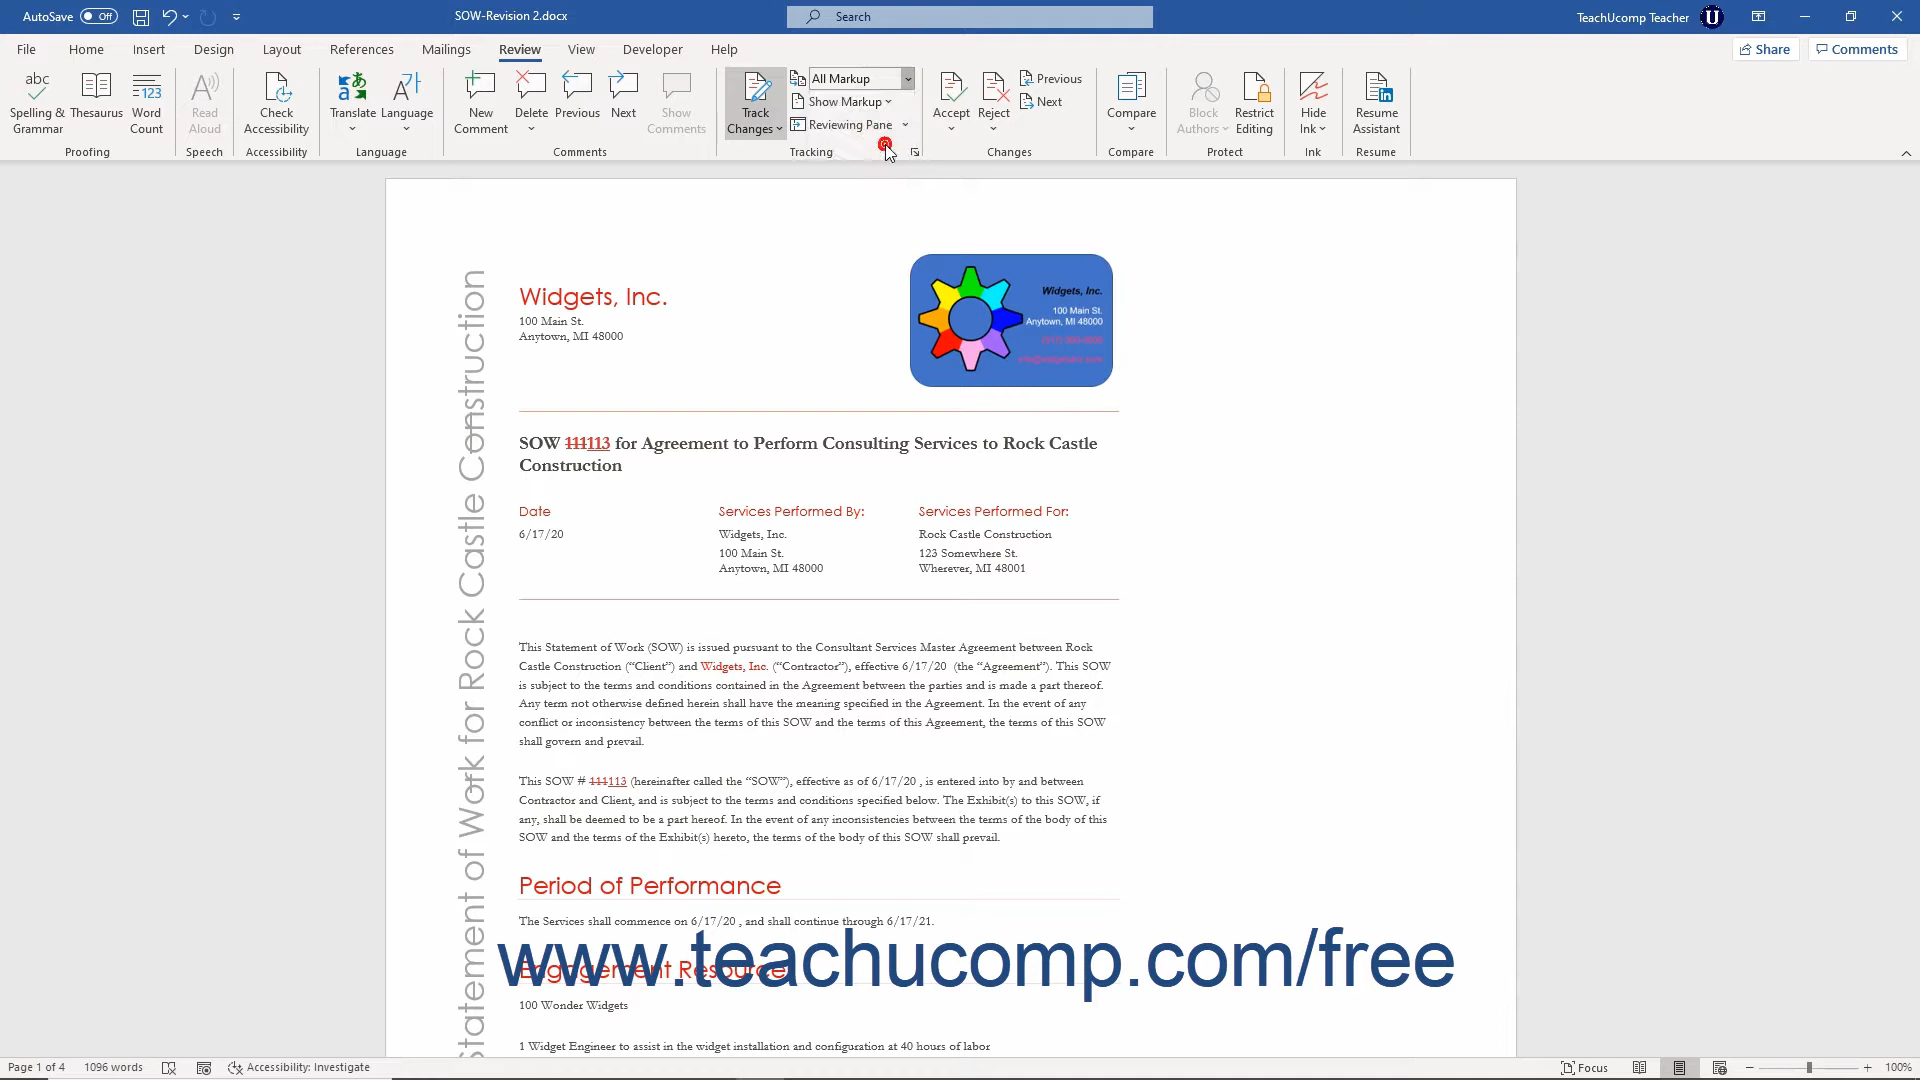 AutoSave Off SOW-Revision 2.docx Search TeachUcomp Teacher U
File Home Insert Design Layout References Mailings Review View Developer Help Share Comments
abc
Spelling & Grammar
Thesaurus
123
Word Count
Proofing
Read Aloud
Speech
Check Accessibility
Accessibility
Translate
Language
Language
New Comment
Delete
Previous
Next
Show Comments
Comments
Track Changes
All Markup
Show Markup
Reviewing Pane
Tracking
Accept
Reject
Previous
Next
Changes
Compare
Compare
Block Authors
Restrict Editing
Protect
Hide Ink
Ink
Resume Assistant
Resume
Statement of Work for Rock Castle Construction
Widgets, Inc.
100 Main St.
Anytown, MI 48000
Widgets, Inc.
100 Main St.
Anytown, MI 48000
SOW 111113 for Agreement to Perform Consulting Services to Rock Castle
Construction
Date Services Performed By: Services Performed For:
6/17/20 Widgets, Inc. Rock Castle Construction
100 Main St. 123 Somewhere St.
Anytown, MI 48000 Wherever, MI 48001
This Statement of Work (SOW) is issued pursuant to the Consultant Services Master Agreement between Rock
Castle Construction (“Client”) and Widgets, Inc. (“Contractor”), effective 6/17/20 (the “Agreement”). This SOW
is subject to the terms and conditions contained in the Agreement between the parties and is made a part thereof.
Any term not otherwise defined herein shall have the meaning specified in the Agreement. In the event of any
conflict or inconsistency between the terms of this SOW and the terms of this Agreement, the terms of this SOW
shall govern and prevail.
This SOW # 111113 (hereinafter called the “SOW”), effective as of 6/17/20 , is entered into by and between
Contractor and Client, and is subject to the terms and conditions specified below. The Exhibit(s) to this SOW, if
any, shall be deemed to be a part hereof. In the event of any inconsistencies between the terms of the body of this
SOW and the terms of the Exhibit(s) hereto, the terms of the body of this SOW shall prevail.
Period of Performance
The Services shall commence on 6/17/20 , and shall continue through 6/17/21.
Engagement Resources
www.teachucomp.com/free
100 Wonder Widgets
1 Widget Engineer to assist in the widget installation and configuration at 40 hours of labor
Page 1 of 4 1096 words Accessibility: Investigate Focus 100%